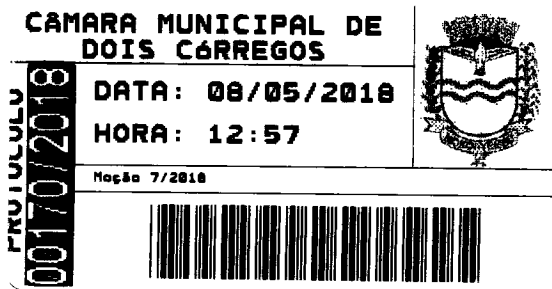 CÂMARA MUNICIPAL DE
DOIS CóRREGOS
PROTOCOLO
00170/2018
DATA: 08/05/2018
HORA: 12:57
Moção 7/2018